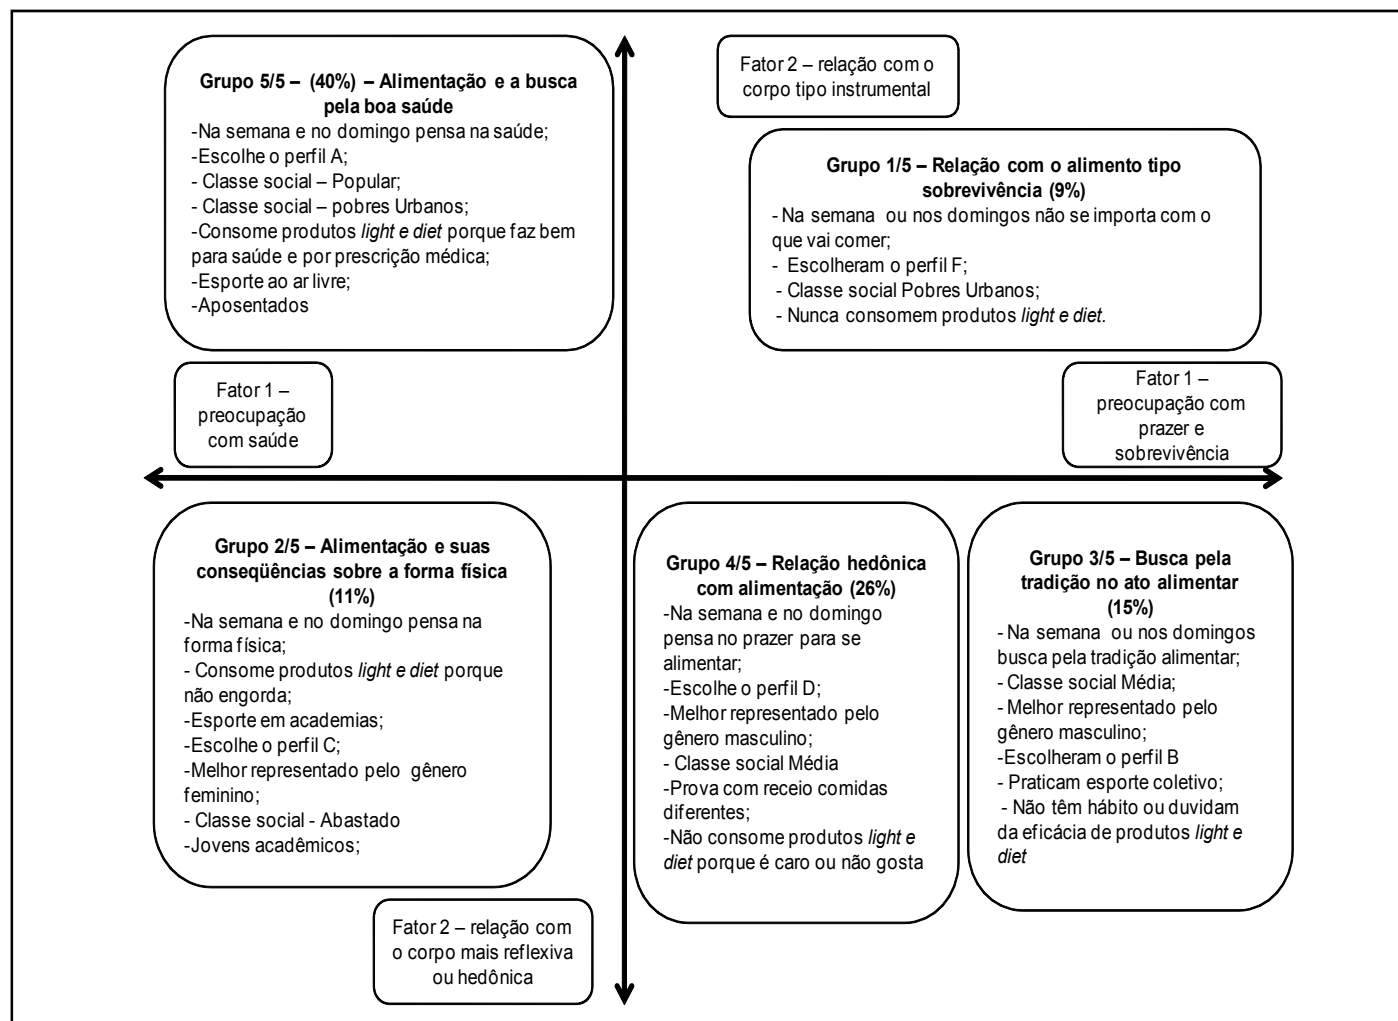 Grupo 5/5 – (40%) – Alimentação e a busca
pela boa saúde
-Na semana e no domingo pensa na saúde;
-Escolhe o perfil A;
- Classe social – Popular;
- Classe social – pobres Urbanos;
-Consome produtos light e diet porque faz bem
para saúde e por prescrição médica;
-Esporte ao ar livre;
-Aposentados
Fator 2 – relação com o
corpo tipo instrumental
Grupo 1/5 – Relação com o alimento tipo
sobrevivência (9%)
- Na semana ou nos domingos não se importa com o
que vai comer;
- Escolheram o perfil F;
- Classe social Pobres Urbanos;
- Nunca consomem produtos light e diet.
Fator 1 –
preocupação
com saúde
Fator 1 –
preocupação com
prazer e
sobrevivência
Grupo 2/5 – Alimentação e suas
conseqüências sobre a forma física
(11%)
-Na semana e no domingo pensa na
forma física;
- Consome produtos light e diet porque
não engorda;
-Esporte em academias;
-Escolhe o perfil C;
-Melhor representado pelo gênero
feminino;
- Classe social - Abastado
-Jovens acadêmicos;
Grupo 4/5 – Relação hedônica
com alimentação (26%)
-Na semana e no domingo
pensa no prazer para se
alimentar;
-Escolhe o perfil D;
-Melhor representado pelo
gênero masculino;
- Classe social Média
-Prova com receio comidas
diferentes;
-Não consome produtos light e
diet porque é caro ou não gosta
Grupo 3/5 – Busca pela
tradição no ato alimentar
(15%)
- Na semana ou nos domingos
busca pela tradição alimentar;
- Classe social Média;
- Melhor representado pelo
gênero masculino;
-Escolheram o perfil B
- Praticam esporte coletivo;
- Não têm hábito ou duvidam
da eficácia de produtos light e
diet
Fator 2 – relação com
o corpo mais reflexiva
ou hedônica